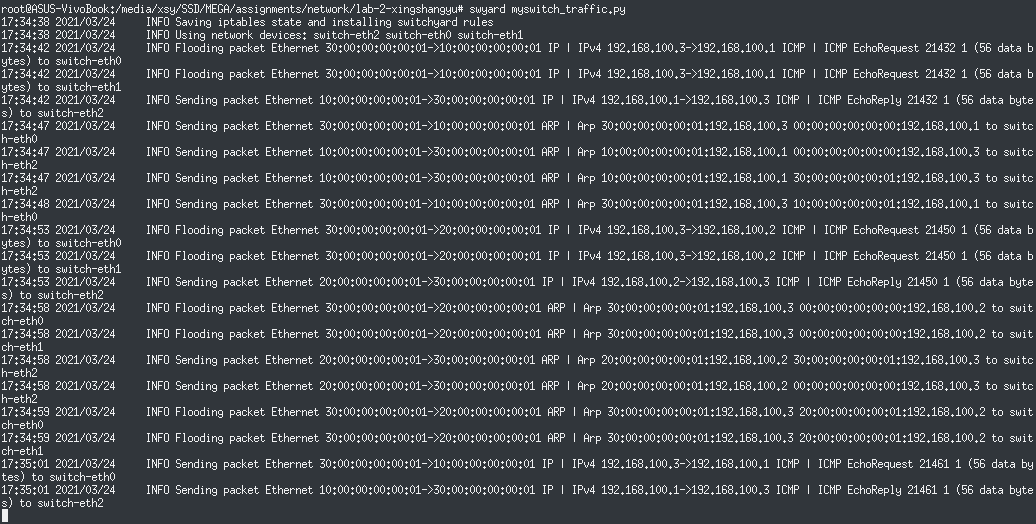 root@ASUS-VivoBook:/media/xsy/SSD/MEGA/assignments/network/lab-2-xingshangyu# swyard myswitch_traffic.py
17:34:38 2021/03/24     INFO Saving iptables state and installing switchyard rules
17:34:38 2021/03/24     INFO Using network devices: switch-eth2 switch-eth0 switch-eth1
17:34:42 2021/03/24     INFO Flooding packet Ethernet 30:00:00:00:00:01->10:00:00:00:00:01 IP | IPv4 192.168.100.3->192.168.100.1 ICMP | ICMP EchoRequest 21432 1 (56 data b
ytes) to switch-eth0
17:34:42 2021/03/24     INFO Flooding packet Ethernet 30:00:00:00:00:01->10:00:00:00:00:01 IP | IPv4 192.168.100.3->192.168.100.1 ICMP | ICMP EchoRequest 21432 1 (56 data b
ytes) to switch-eth1
17:34:42 2021/03/24     INFO Sending packet Ethernet 10:00:00:00:00:01->30:00:00:00:00:01 IP | IPv4 192.168.100.1->192.168.100.3 ICMP | ICMP EchoReply 21432 1 (56 data byte
s) to switch-eth2
17:34:47 2021/03/24     INFO Sending packet Ethernet 30:00:00:00:00:01->10:00:00:00:00:01 ARP | Arp 30:00:00:00:00:01:192.168.100.3 00:00:00:00:00:00:192.168.100.1 to switc
h-eth0
17:34:47 2021/03/24     INFO Sending packet Ethernet 10:00:00:00:00:01->30:00:00:00:00:01 ARP | Arp 10:00:00:00:00:01:192.168.100.1 00:00:00:00:00:00:192.168.100.3 to switc
h-eth2
17:34:47 2021/03/24     INFO Sending packet Ethernet 10:00:00:00:00:01->30:00:00:00:00:01 ARP | Arp 10:00:00:00:00:01:192.168.100.1 30:00:00:00:00:01:192.168.100.3 to switc
h-eth2
17:34:48 2021/03/24     INFO Sending packet Ethernet 30:00:00:00:00:01->10:00:00:00:00:01 ARP | Arp 30:00:00:00:00:01:192.168.100.3 10:00:00:00:00:01:192.168.100.1 to switc
h-eth0
17:34:53 2021/03/24     INFO Flooding packet Ethernet 30:00:00:00:00:01->20:00:00:00:00:01 IP | IPv4 192.168.100.3->192.168.100.2 ICMP | ICMP EchoRequest 21450 1 (56 data b
ytes) to switch-eth0
17:34:53 2021/03/24     INFO Flooding packet Ethernet 30:00:00:00:00:01->20:00:00:00:00:01 IP | IPv4 192.168.100.3->192.168.100.2 ICMP | ICMP EchoRequest 21450 1 (56 data b
ytes) to switch-eth1
17:34:53 2021/03/24     INFO Sending packet Ethernet 20:00:00:00:00:01->30:00:00:00:00:01 IP | IPv4 192.168.100.2->192.168.100.3 ICMP | ICMP EchoReply 21450 1 (56 data byte
s) to switch-eth2
17:34:58 2021/03/24     INFO Flooding packet Ethernet 30:00:00:00:00:01->20:00:00:00:00:01 ARP | Arp 30:00:00:00:00:01:192.168.100.3 00:00:00:00:00:00:192.168.100.2 to swit
ch-eth0
17:34:58 2021/03/24     INFO Flooding packet Ethernet 30:00:00:00:00:01->20:00:00:00:00:01 ARP | Arp 30:00:00:00:00:01:192.168.100.3 00:00:00:00:00:00:192.168.100.2 to swit
ch-eth1
17:34:58 2021/03/24     INFO Sending packet Ethernet 20:00:00:00:00:01->30:00:00:00:00:01 ARP | Arp 20:00:00:00:00:01:192.168.100.2 30:00:00:00:00:01:192.168.100.3 to switc
h-eth2
17:34:58 2021/03/24     INFO Sending packet Ethernet 20:00:00:00:00:01->30:00:00:00:00:01 ARP | Arp 20:00:00:00:00:01:192.168.100.2 00:00:00:00:00:00:192.168.100.3 to switc
h-eth2
17:34:59 2021/03/24     INFO Flooding packet Ethernet 30:00:00:00:00:01->20:00:00:00:00:01 ARP | Arp 30:00:00:00:00:01:192.168.100.3 20:00:00:00:00:01:192.168.100.2 to swit
ch-eth0
17:34:59 2021/03/24     INFO Flooding packet Ethernet 30:00:00:00:00:01->20:00:00:00:00:01 ARP | Arp 30:00:00:00:00:01:192.168.100.3 20:00:00:00:00:01:192.168.100.2 to swit
ch-eth1
17:35:01 2021/03/24     INFO Sending packet Ethernet 30:00:00:00:00:01->10:00:00:00:00:01 IP | IPv4 192.168.100.3->192.168.100.1 ICMP | ICMP EchoRequest 21461 1 (56 data by
tes) to switch-eth0
17:35:01 2021/03/24     INFO Sending packet Ethernet 10:00:00:00:00:01->30:00:00:00:00:01 IP | IPv4 192.168.100.1->192.168.100.3 ICMP | ICMP EchoReply 21461 1 (56 data byte
s) to switch-eth2